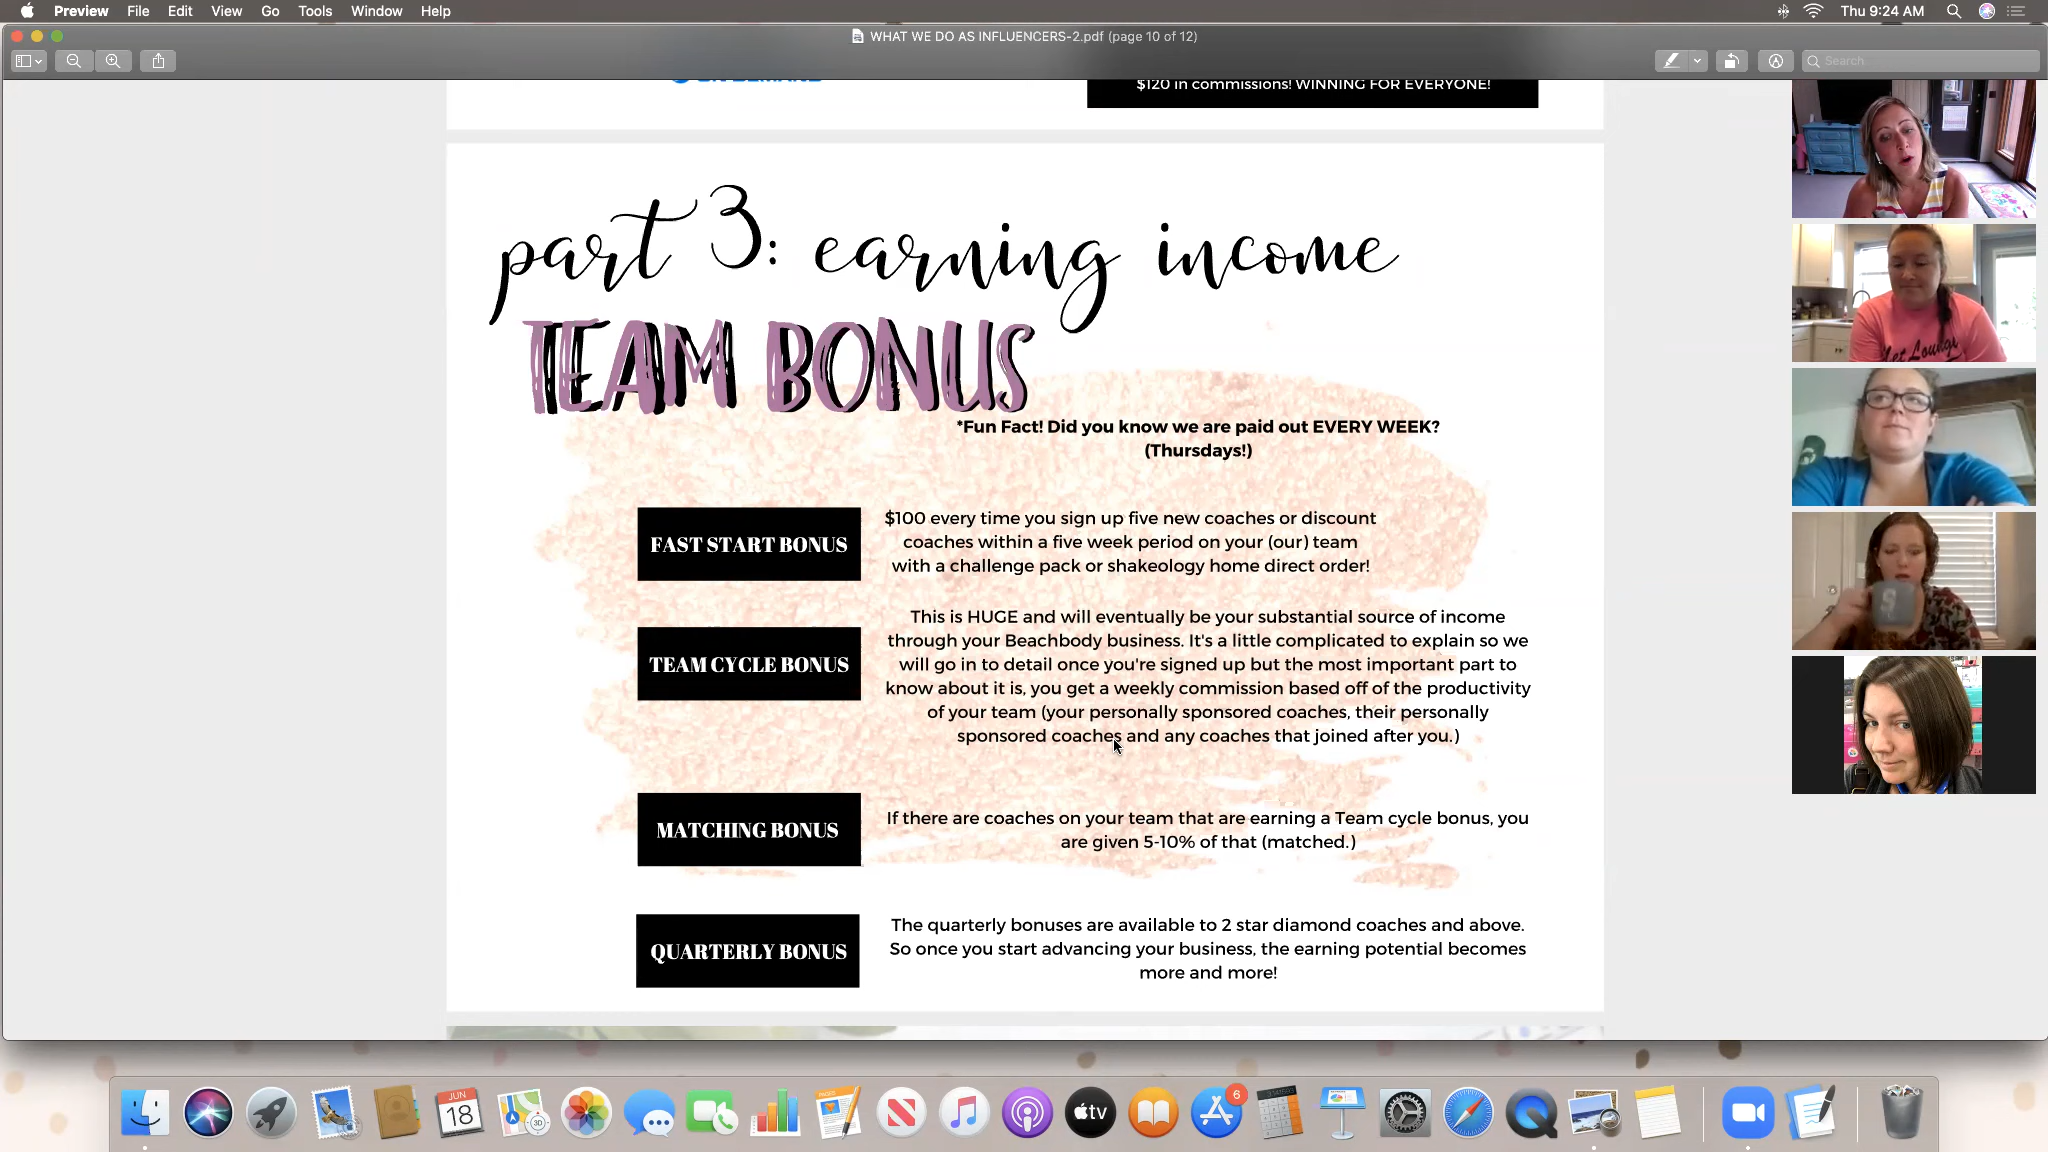 Preview File Edit View Go Tools Window Help
Thu 9:24 AM
WHAT WE DO AS INFLUENCERS-2.pdf (page 10 of 12)
Search
$120 in commissions! WINNING FOR EVERYONE!
part 3: earning income
TEAM BONUS
*Fun Fact! Did you know we are paid out EVERY WEEK?
(Thursdays!)
FAST START BONUS
$100 every time you sign up five new coaches or discount
coaches within a five week period on your (our) team
with a challenge pack or shakeology home direct order!
TEAM CYCLE BONUS
This is HUGE and will eventually be your substantial source of income
through your Beachbody business. It's a little complicated to explain so we
will go in to detail once you're signed up but the most important part to
know about it is, you get a weekly commission based off of the productivity
of your team (your personally sponsored coaches, their personally
sponsored coaches and any coaches that joined after you.)
MATCHING BONUS
If there are coaches on your team that are earning a Team cycle bonus, you
are given 5-10% of that (matched.)
QUARTERLY BONUS
The quarterly bonuses are available to 2 star diamond coaches and above.
So once you start advancing your business, the earning potential becomes
more and more!
S
JUN
18
3D
PAGES
tv
6